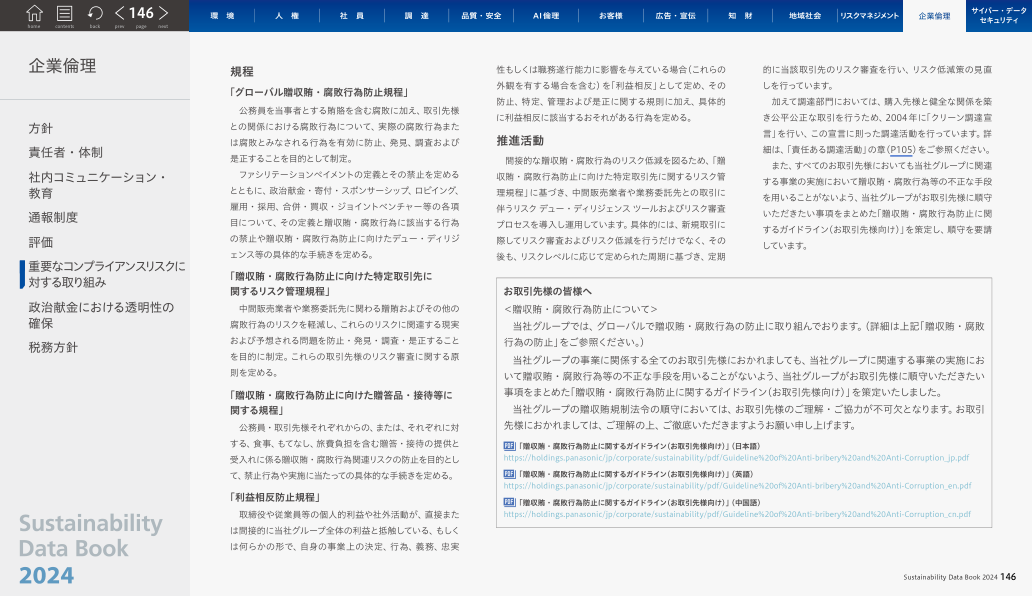 home contents back prev 146 page next
環 境
人 権
社 員
調 達
品質・安全
AI倫理
お客様
広告・宣伝
知 財
地域社会
リスクマネジメント
企業倫理
サイバー・データ
セキュリティ
企業倫理
方針
責任者・体制
社内コミュニケーション・
教育
通報制度
評価
重要なコンプライアンスリスクに
対する取り組み
政治献金における透明性の
確保
税務方針
Sustainability
Data Book
2024
規程
「グローバル贈収賄・腐敗行為防止規程」
公務員を当事者とする賄賂を含む腐敗に加え、取引先様
との関係における腐敗行為について、実際の腐敗行為また
は腐敗とみなされる行為を有効に防止、発見、調査および
是正することを目的として制定。
ファシリテーションペイメントの定義とその禁止を定める
とともに、政治献金・寄付・スポンサーシップ、ロビイング、
雇用・採用、合併・買収・ジョイントベンチャー等の各項
目について、その定義と贈収賄・腐敗行為に該当する行為
の禁止や贈収賄・腐敗行為防止に向けたデュー・ディリジ
ェンス等の具体的な手続きを定める。
「贈収賄・腐敗行為防止に向けた特定取引先に
関するリスク管理規程」
中間販売業者や業務委託先に関わる贈賄およびその他の
腐敗行為のリスクを軽減し、これらのリスクに関連する現実
および予想される問題を防止・発見・調査・是正すること
を目的に制定。これらの取引先様のリスク審査に関する原
則を定める。
「贈収賄・腐敗行為防止に向けた贈答品・接待等に
関する規程」
公務員・取引先様それぞれからの、または、それぞれに対
する、食事、もてなし、旅費負担を含む贈答・接待の提供と
受入れに係る贈収賄・腐敗行為関連リスクの防止を目的とし
て、禁止行為や実施に当たっての具体的な手続きを定める。
「利益相反防止規程」
取締役や従業員等の個人的利益や社外活動が、直接また
は間接的に当社グループ全体の利益と抵触している、もしく
は何らかの形で、自身の事業上の決定、行為、義務、忠実
性もしくは職務遂行能力に影響を与えている場合（これらの
外観を有する場合を含む）を「利益相反」として定め、その
防止、特定、管理および是正に関する規則に加え、具体的
に利益相反に該当するおそれがある行為を定める。
推進活動
間接的な贈収賄・腐敗行為のリスク低減を図るため、「贈
収賄・腐敗行為防止に向けた特定取引先に関するリスク管
理規程」に基づき、中間販売業者や業務委託先との取引に
伴うリスク デュー・ディリジェンス ツールおよびリスク審査
プロセスを導入し運用しています。具体的には、新規取引に
際してリスク審査およびリスク低減を行うだけでなく、その
後も、リスクレベルに応じて定められた周期に基づき、定期
的に当該取引先のリスク審査を行い、リスク低減策の見直
しを行っています。
加えて調達部門においては、購入先様と健全な関係を築
き公平公正な取引を行うため、2004年に「クリーン調達宣
言」を行い、この宣言に則った調達活動を行っています。詳
細は、「責任ある調達活動」の章（P105）をご参照ください。
また、すべてのお取引先様においても当社グループに関連
する事業の実施において贈収賄・腐敗行為等の不正な手段
を用いることがないよう、当社グループがお取引先様に順守
いただきたい事項をまとめた「贈収賄・腐敗行為防止に関
するガイドライン（お取引先様向け）」を策定し、順守を要請
しています。
お取引先様の皆様へ
＜贈収賄・腐敗行為防止について＞
当社グループでは、グローバルで贈収賄・腐敗行為の防止に取り組んでおります。（詳細は上記「贈収賄・腐敗
行為の防止」をご参照ください。）
当社グループの事業に関係する全てのお取引先様におかれましても、当社グループに関連する事業の実施にお
いて贈収賄・腐敗行為等の不正な手段を用いることがないよう、当社グループがお取引先様に順守いただきたい
事項をまとめた「贈収賄・腐敗行為防止に関するガイドライン（お取引先様向け）」を策定いたしました。
当社グループの贈収賄規制法令の順守においては、お取引先様のご理解・ご協力が不可欠となります。お取引
先様におかれましては、ご理解の上、ご徹底いただきますようお願い申し上げます。
PDF 「贈収賄・腐敗行為防止に関するガイドライン（お取引先様向け）」（日本語）
https://holdings.panasonic/jp/corporate/sustainability/pdf/Guideline%20of%20Anti-bribery%20and%20Anti-Corruption_jp.pdf
PDF 「贈収賄・腐敗行為防止に関するガイドライン（お取引先様向け）」（英語）
https://holdings.panasonic/jp/corporate/sustainability/pdf/Guideline%20of%20Anti-bribery%20and%20Anti-Corruption_en.pdf
PDF 「贈収賄・腐敗行為防止に関するガイドライン（お取引先様向け）」（中国語）
https://holdings.panasonic/jp/corporate/sustainability/pdf/Guideline%20of%20Anti-bribery%20and%20Anti-Corruption_cn.pdf
Sustainability Data Book 2024 146